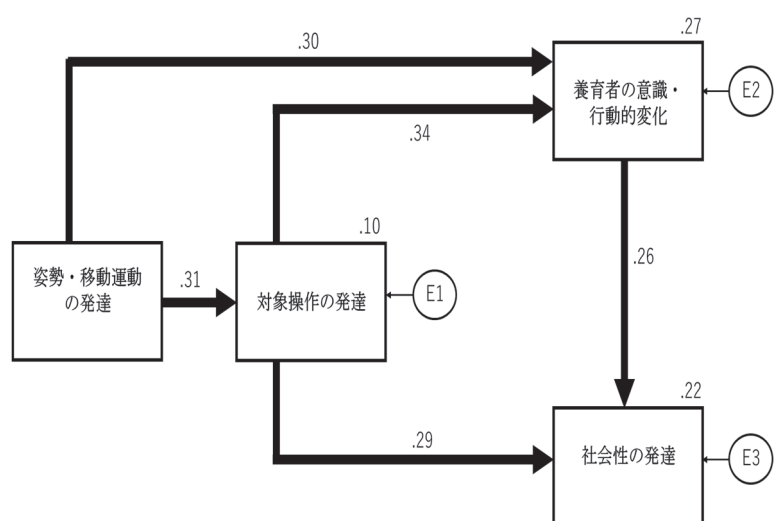 .30
.27
養育者の意識・
行動的変化
E2
.34
.10
姿勢・移動運動
の発達
.31
対象操作の発達
E1
.26
.22
.29
社会性の発達
E3